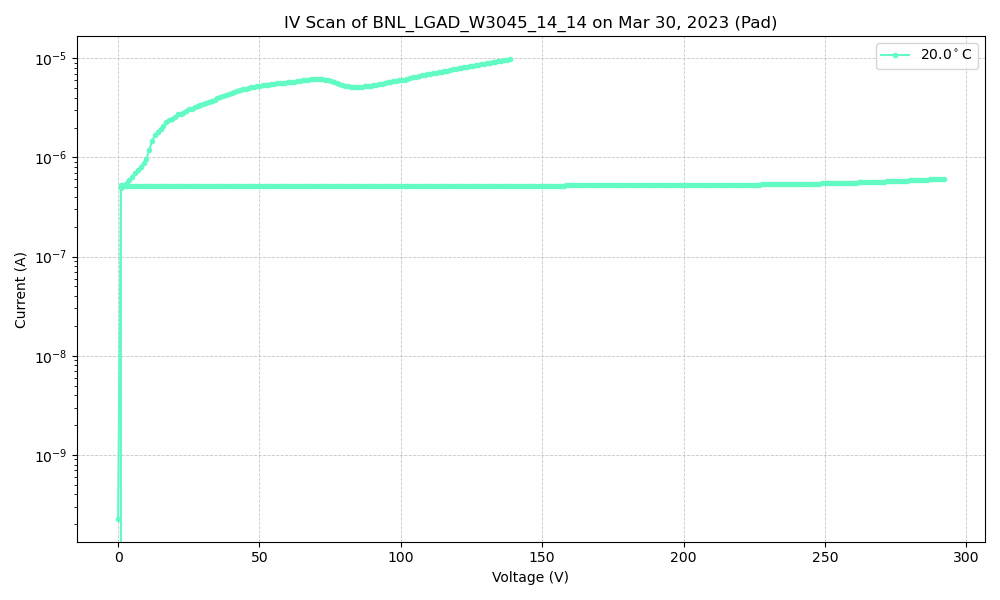 IV Scan of BNL_LGAD_W3045_14_14 on Mar 30, 2023 (Pad)
20.0°C
10⁻⁵
10⁻⁶
10⁻⁷
10⁻⁸
10⁻⁹
Current (A)
0 50 100 150 200 250 300
Voltage (V)